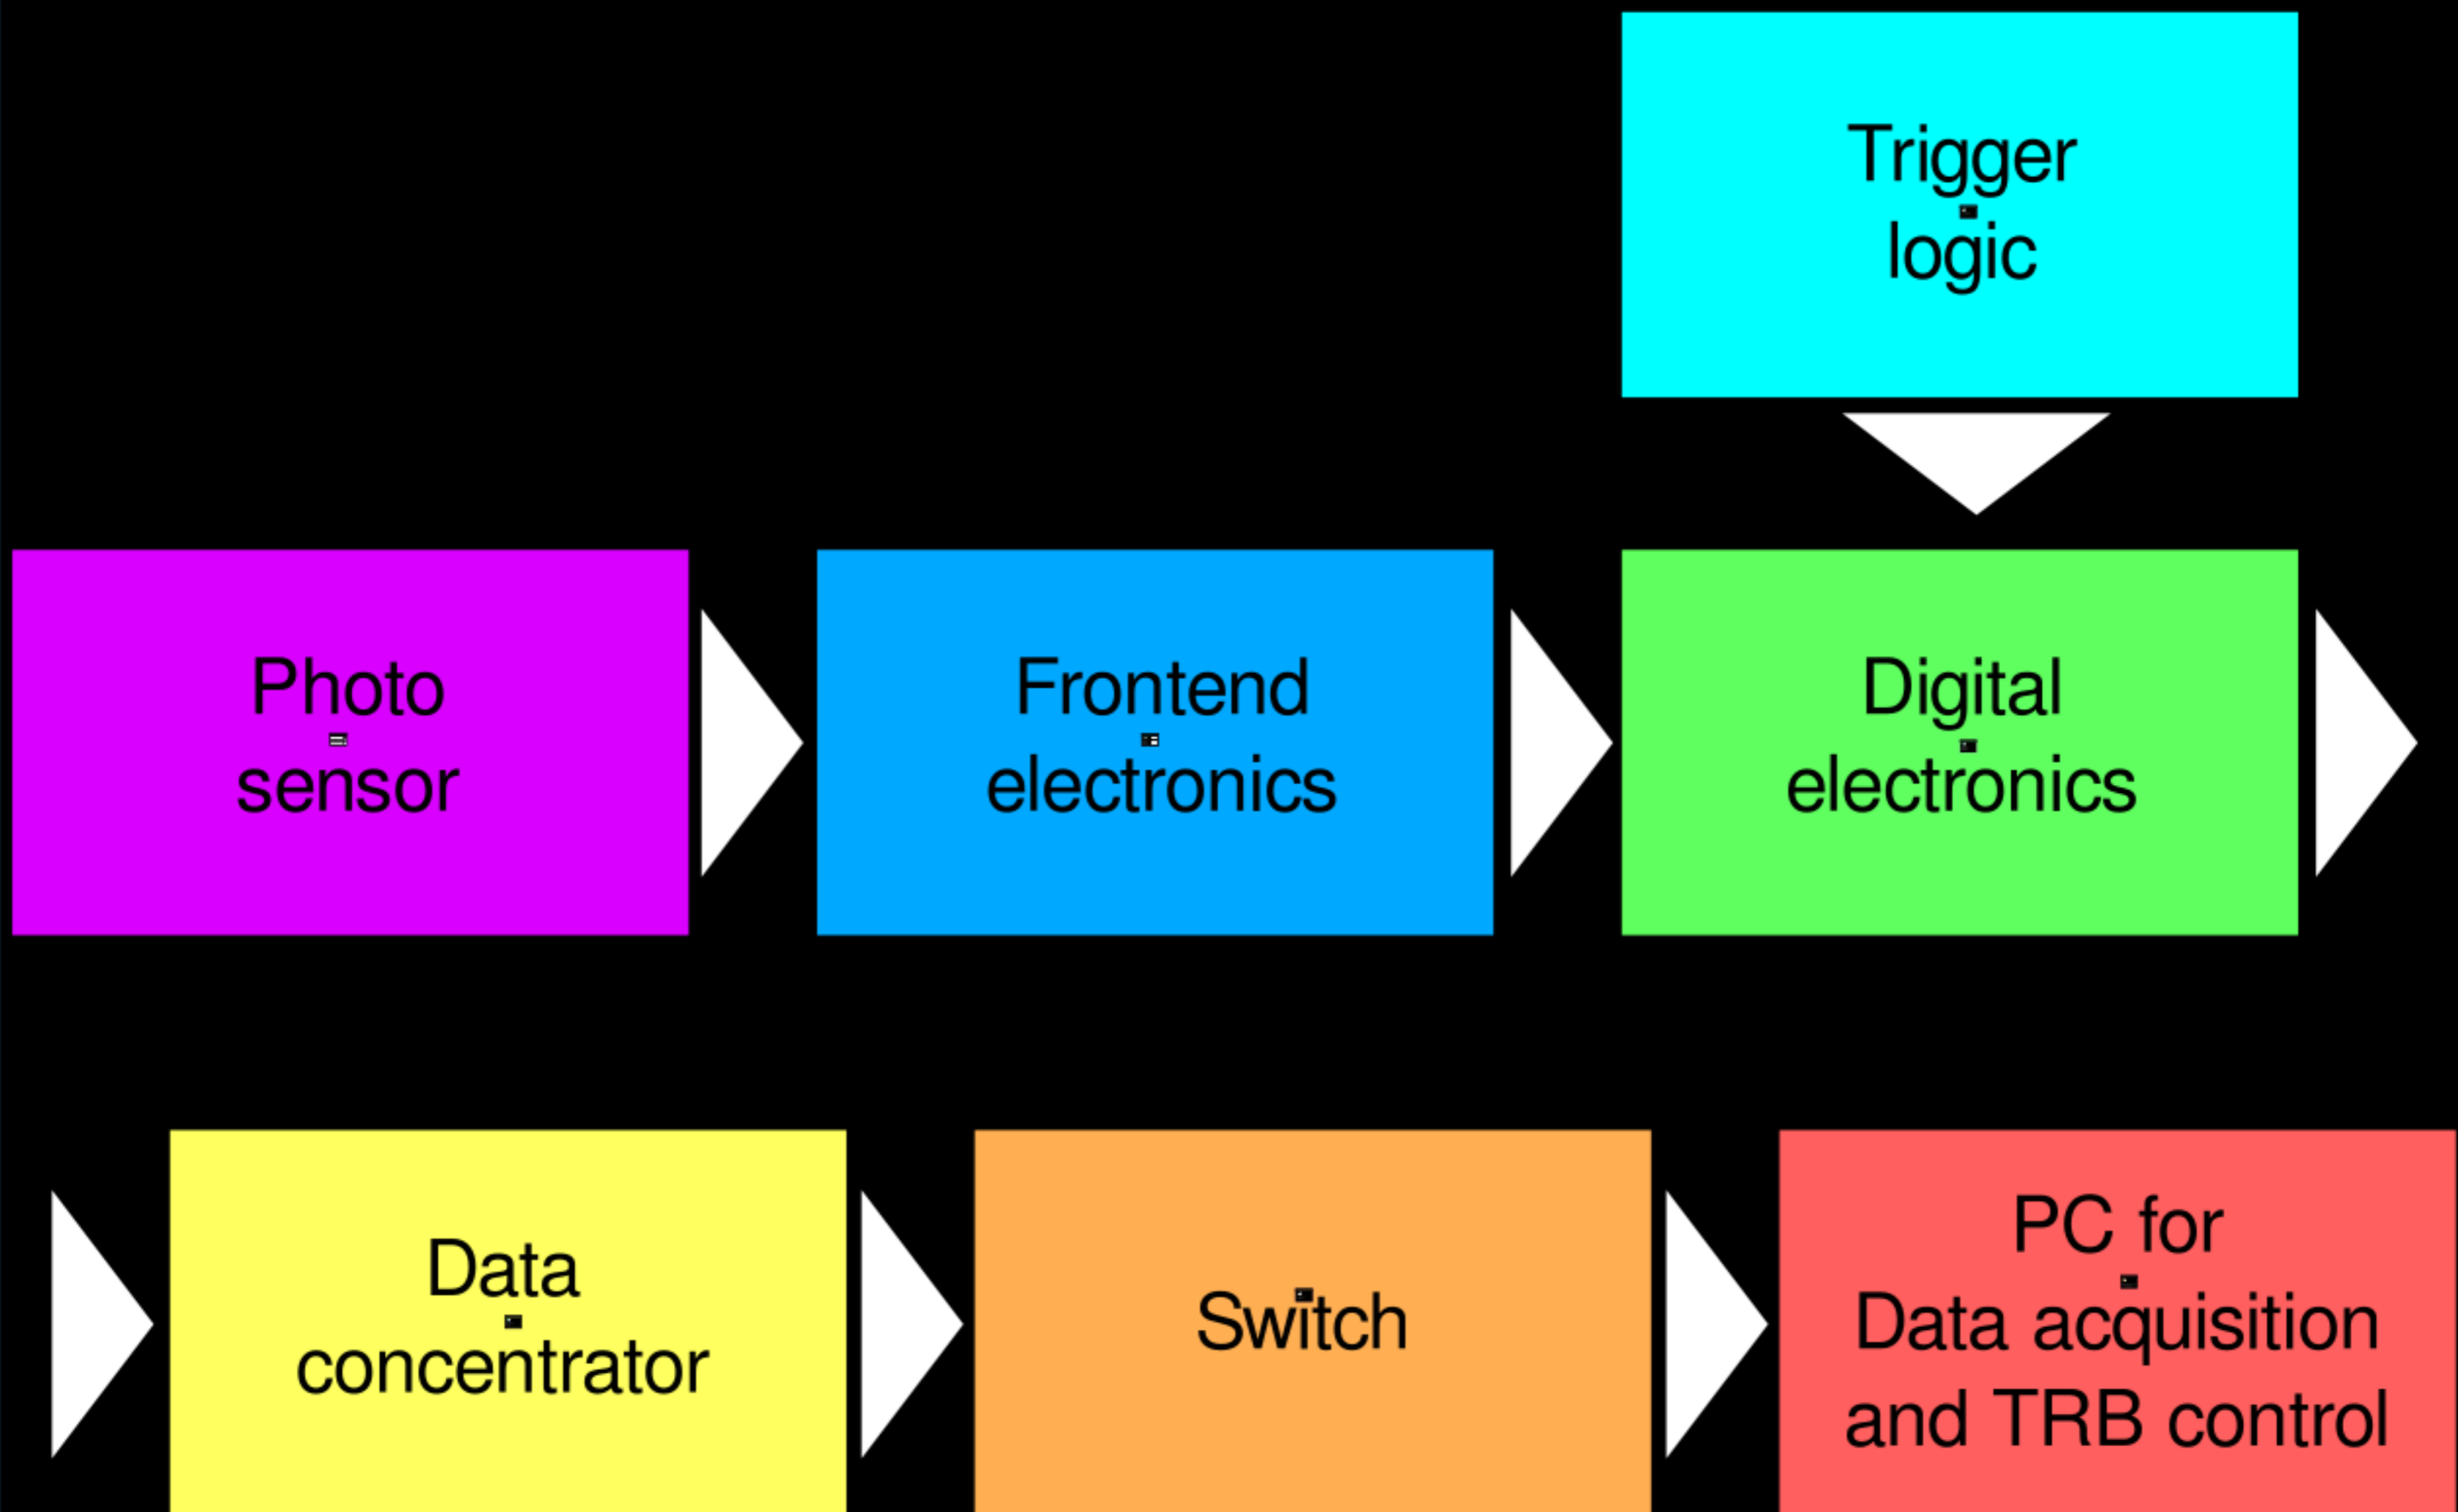 Trigger
logic
Photo
sensor
Frontend
electronics
Digital
electronics
Data
concentrator
Switch
PC for
Data acquisition
and TRB control